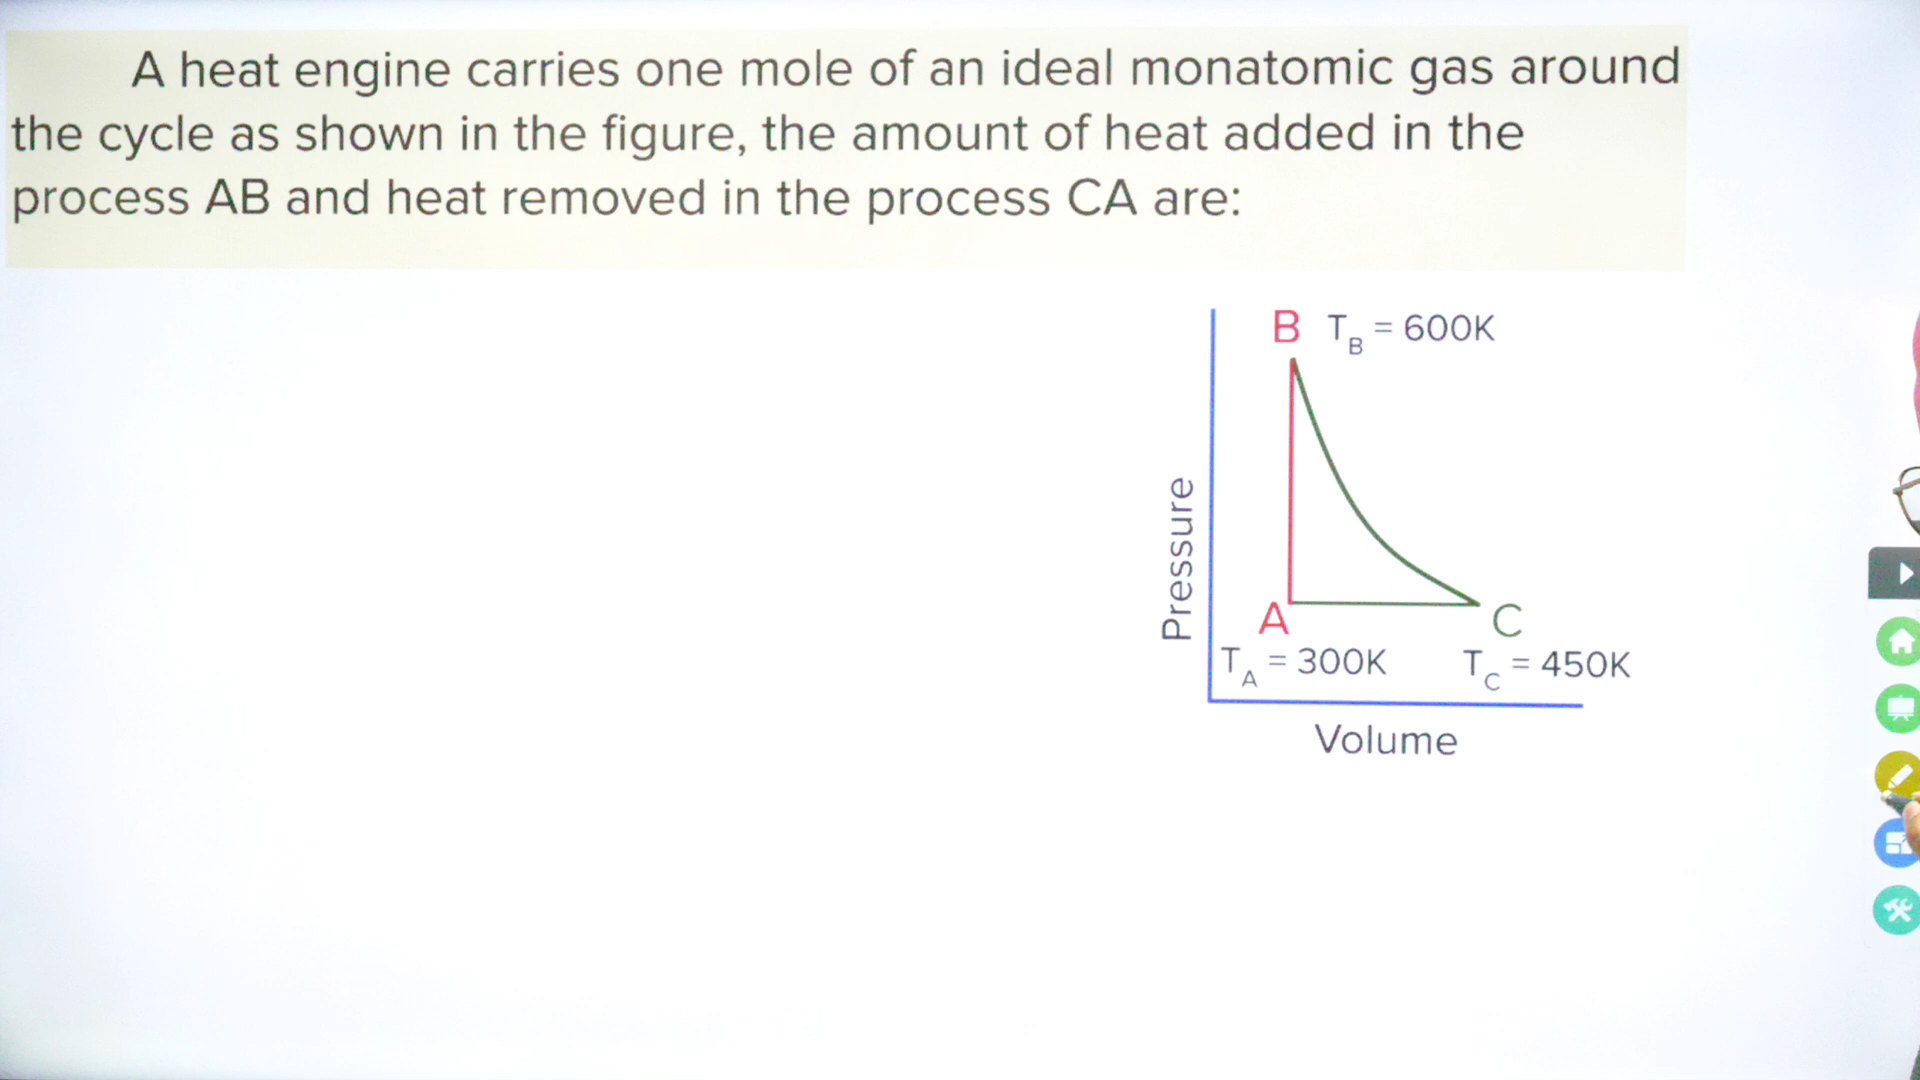 A heat engine carries one mole of an ideal monatomic gas around
the cycle as shown in the figure, the amount of heat added in the
process AB and heat removed in the process CA are:
B T_B = 600K
Pressure
A
C
T_A = 300K
T_C = 450K
Volume